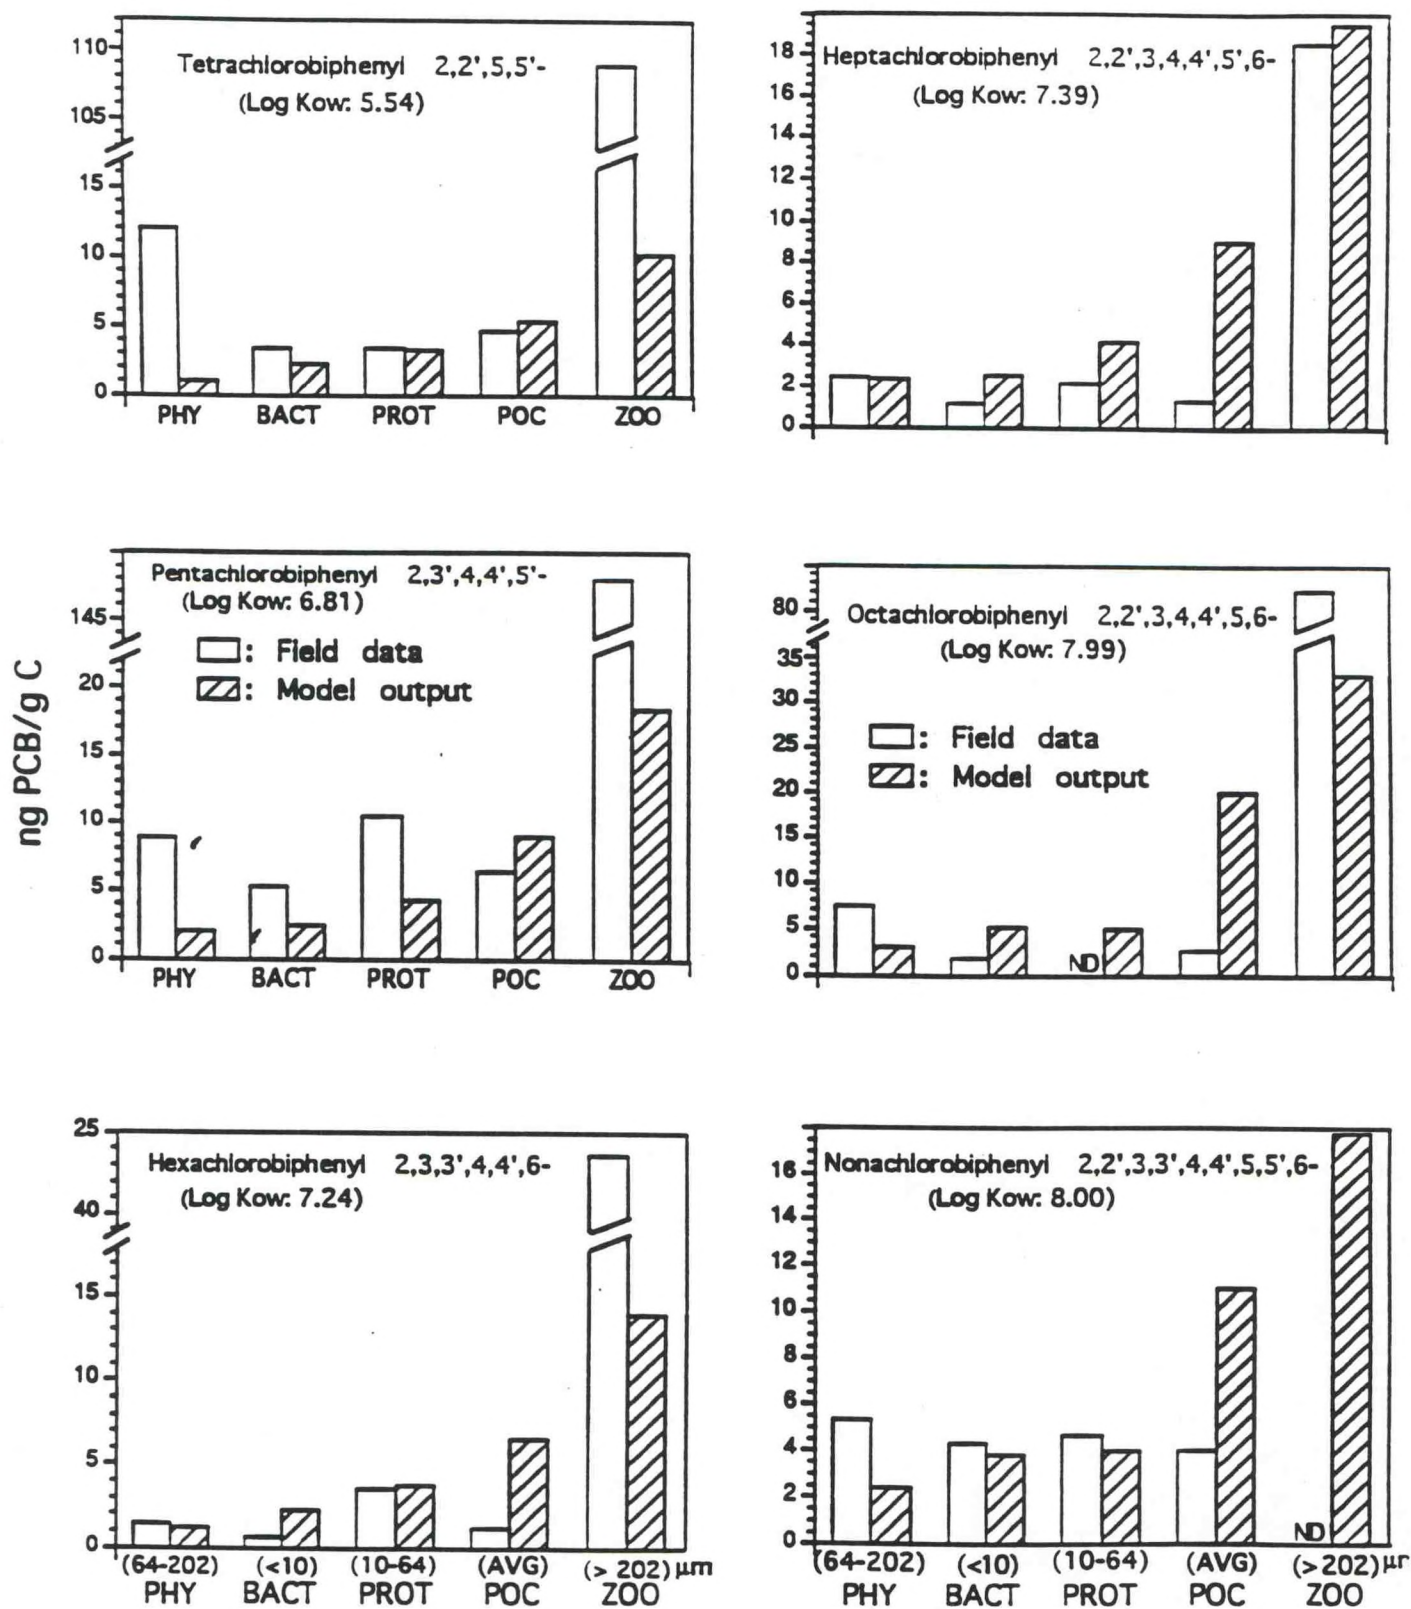 ng PCB/g C
Tetrachlorobiphenyl 2,2',5,5'-
(Log Kow: 5.54)
110
105
15
10
5
0
PHY BACT PROT POC ZOO
Heptachlorobiphenyl 2,2',3,4,4',5',6-
(Log Kow: 7.39)
18
16
14
12
10
8
6
4
2
0
Pentachlorobiphenyl 2,3',4,4',5'-
(Log Kow: 6.81)
: Field data
: Model output
145
20
15
10
5
0
PHY BACT PROT POC ZOO
Octachlorobiphenyl 2,2',3,4,4',5,6-
(Log Kow: 7.99)
: Field data
: Model output
80
35
30
25
20
15
10
5
0
ND
Hexachlorobiphenyl 2,3,3',4,4',6-
(Log Kow: 7.24)
25
40
15
10
5
0
(64-202) (<10) (10-64) (AVG) (> 202) μm
PHY BACT PROT POC ZOO
Nonachlorobiphenyl 2,2',3,3',4,4',5,5',6-
(Log Kow: 8.00)
16
14
12
10
8
6
4
2
0
ND
(64-202) (<10) (10-64) (AVG) (>202)
PHY BACT PROT POC ZOO